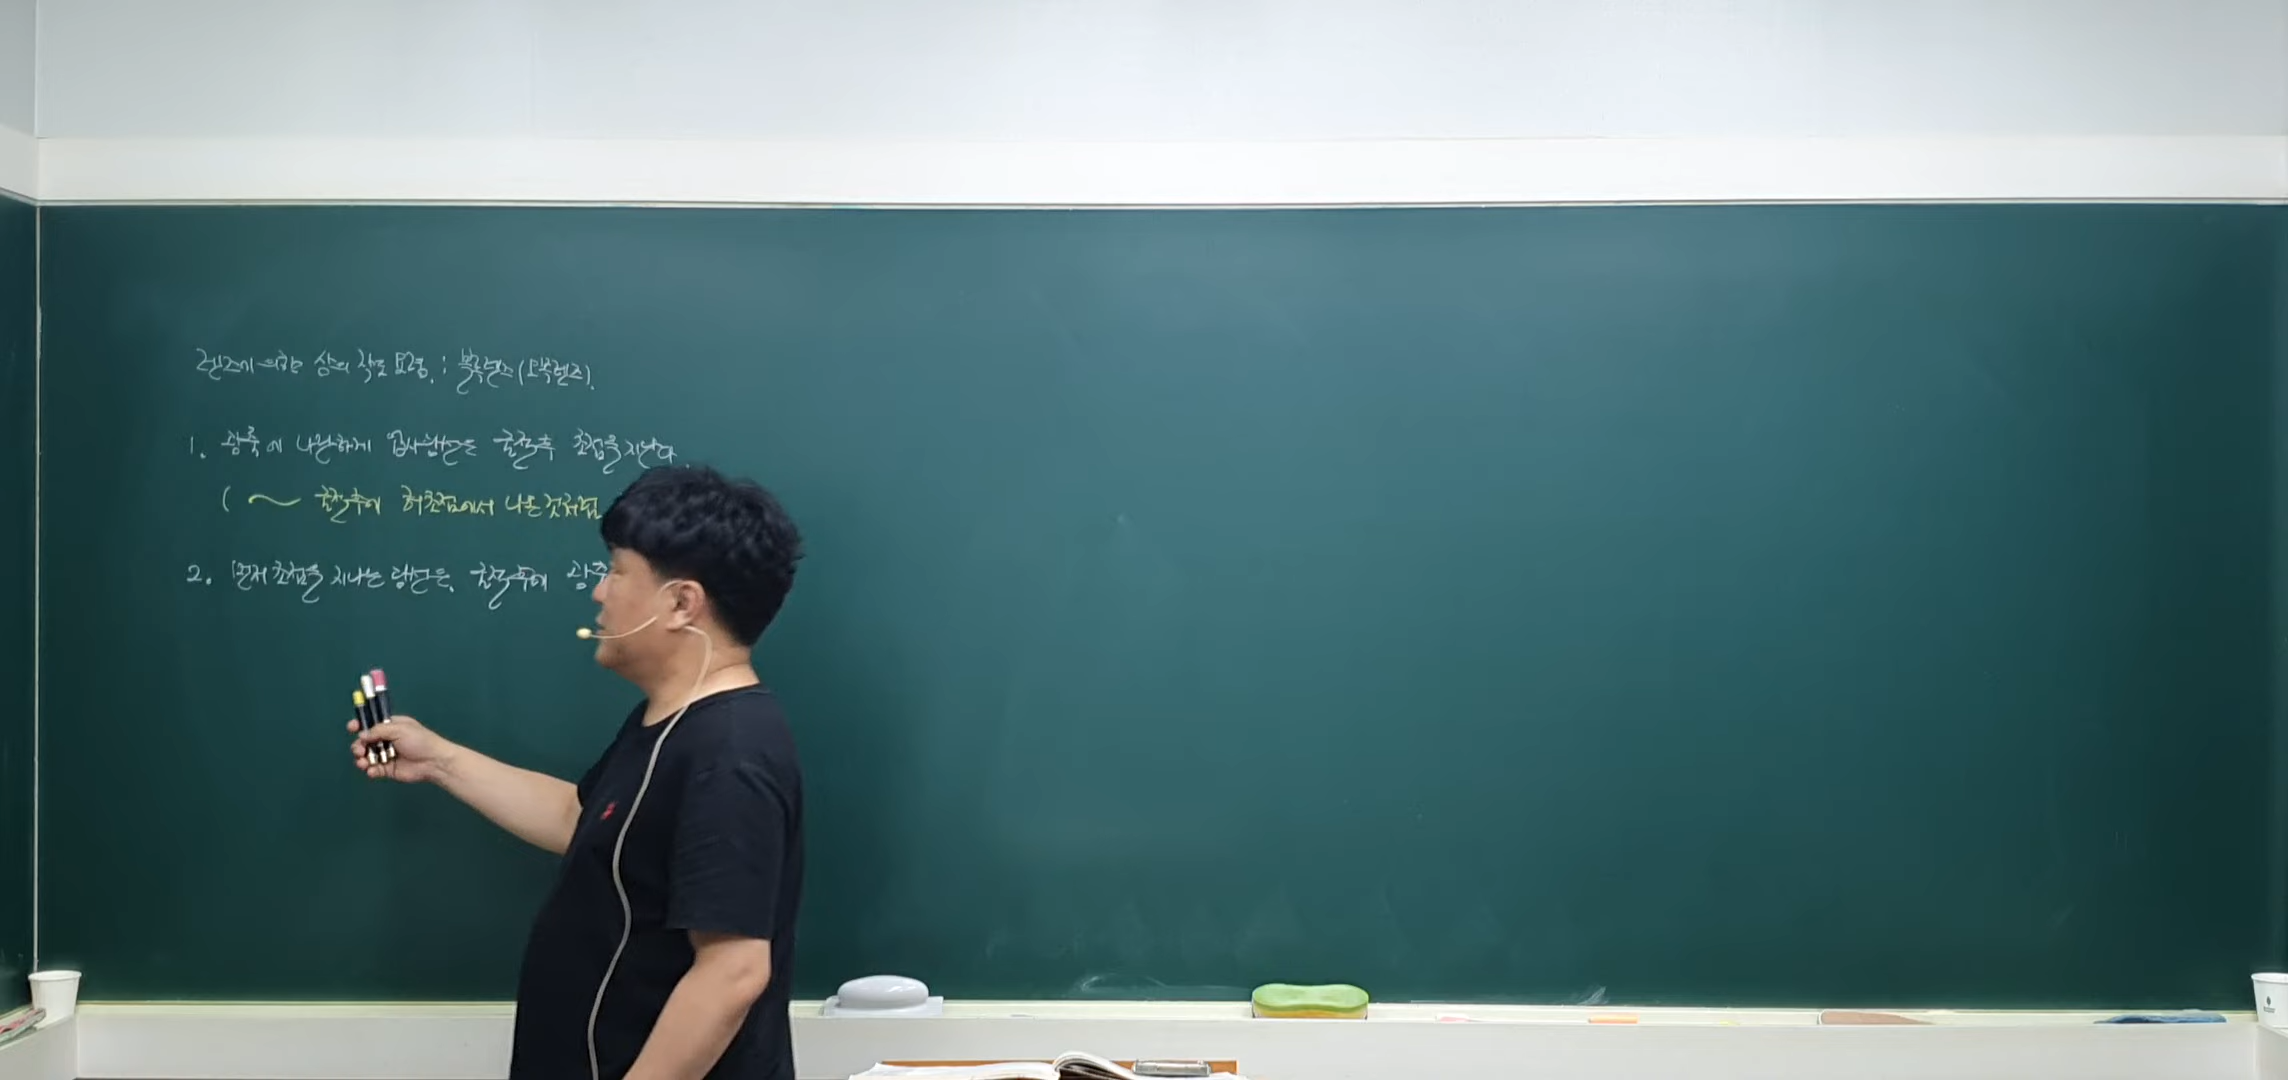 렌즈에 의한 상의 작도 요령. : 볼록렌즈 (오목렌즈).
1. 광축에 나란하게 입사한 광선은 굴절후 초점을 지난다.
( ～ 굴절후에 허초점에서 나온 것처럼
2. 먼저 초점을 지나는 광선은, 굴절후에 광축